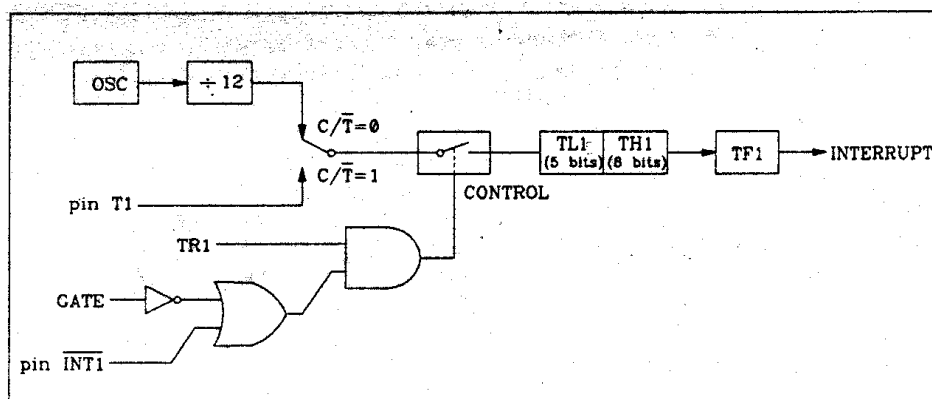 OSC
÷ 12
C/T̅=0
C/T̅=1
pin T1
CONTROL
TL1
(5 bits)
TH1
(8 bits)
TF1
INTERRUPT
TR1
GATE
pin I̅N̅T̅1̅